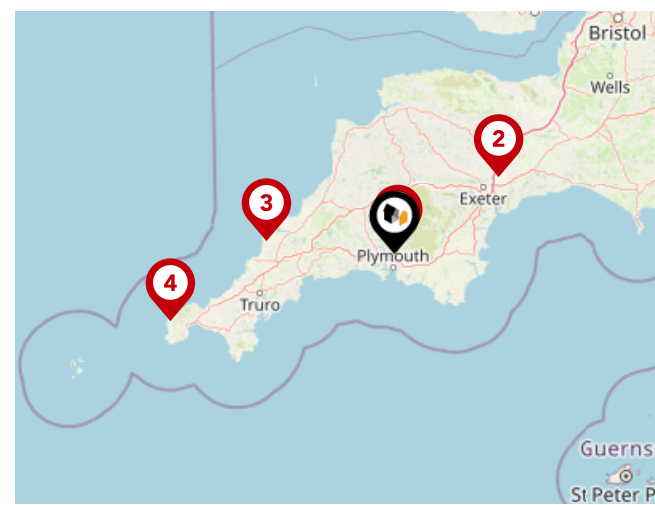 Bristol
Wells
2
Exeter
3
Plymouth
4
Truro
Guerns
St Peter P